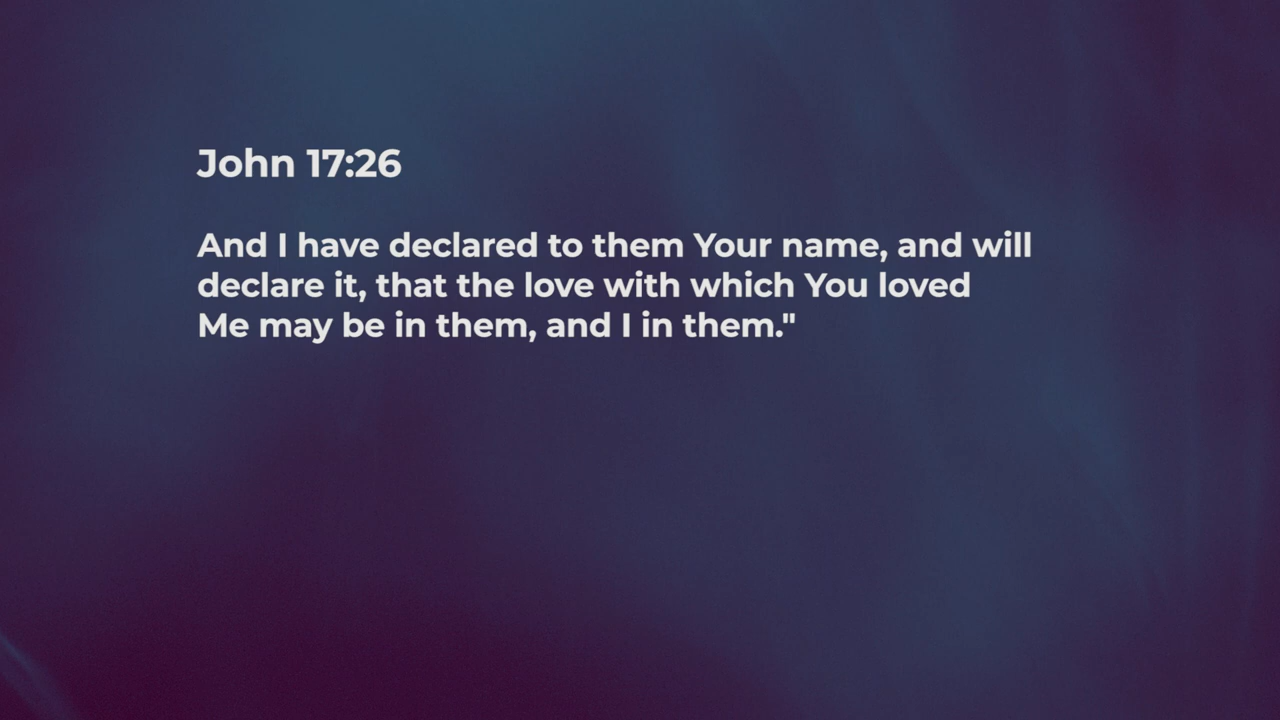 John 17:26
And I have declared to them Your name, and will
declare it, that the love with which You loved
Me may be in them, and I in them."